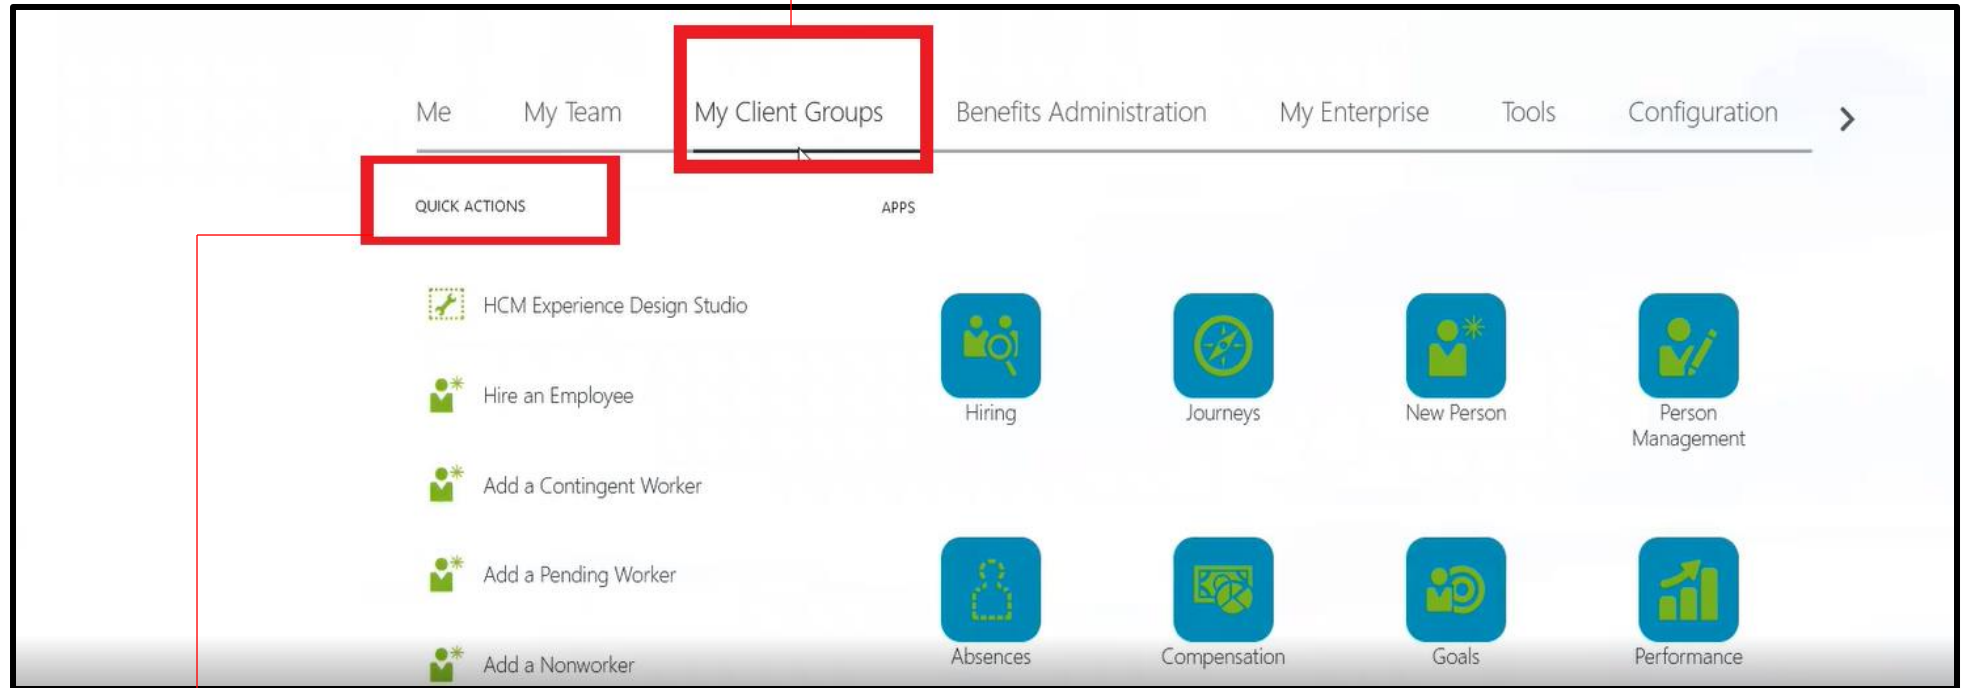 Me My Team My Client Groups Benefits Administration My Enterprise Tools Configuration
QUICK ACTIONS
APPS
HCM Experience Design Studio
Hire an Employee
Add a Contingent Worker
Add a Pending Worker
Add a Nonworker
Hiring
Journeys
New Person
Person
Management
Absences
Compensation
Goals
Performance